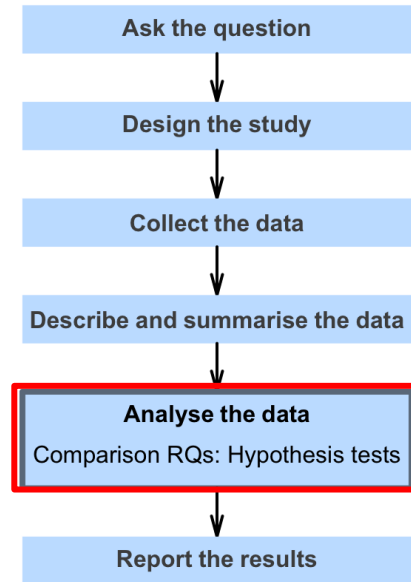 Ask the question
Design the study
Collect the data
Describe and summarise the data
Analyse the data
Comparison RQs: Hypothesis tests
Report the results